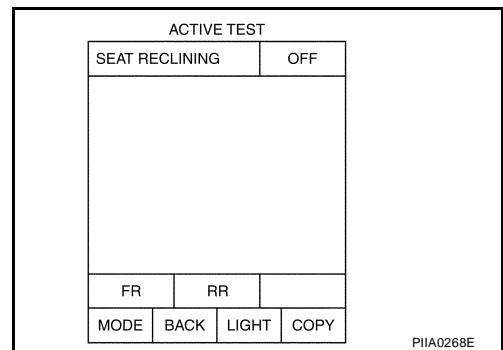 ACTIVE TEST
SEAT RECLINING OFF
FR RR
MODE BACK LIGHT COPY
PIIA0268E